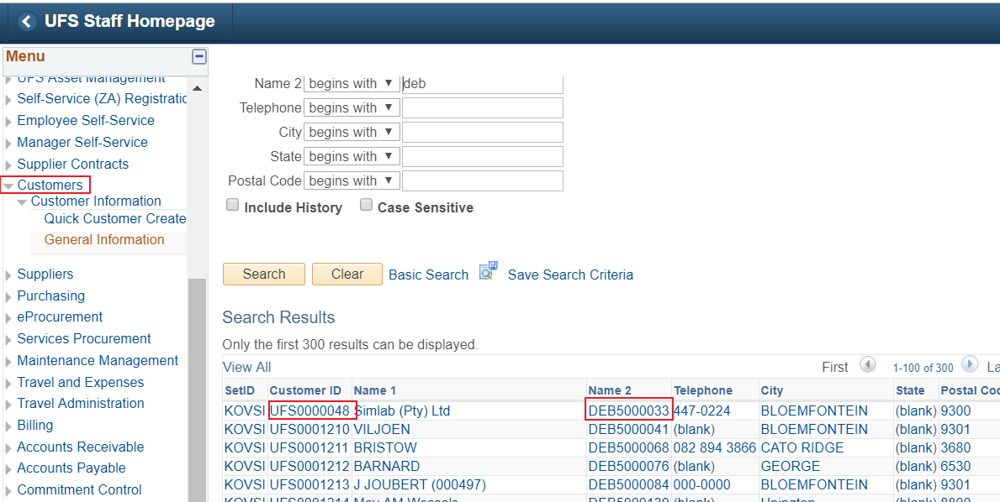 UFS Staff Homepage
Menu
UFS Asset Management
Self-Service (ZA) Registratio
Employee Self-Service
Manager Self-Service
Supplier Contracts
Customers
Customer Information
Quick Customer Create
General Information
Suppliers
Purchasing
eProcurement
Services Procurement
Maintenance Management
Travel and Expenses
Travel Administration
Billing
Accounts Receivable
Accounts Payable
Commitment Control
Name 2 begins with deb
Telephone begins with
City begins with
State begins with
Postal Code begins with
Include History Case Sensitive
Search Clear Basic Search Save Search Criteria
Search Results
Only the first 300 results can be displayed.
View All First 1-100 of 300 La
SetID Customer ID Name 1 Name 2 Telephone City State Postal Cod
KOVSI UFS0000048 Simlab (Pty) Ltd DEB5000033 447-0224 BLOEMFONTEIN (blank) 9300
KOVSI UFS0001210 VILJOEN DEB5000041 (blank) BLOEMFONTEIN (blank) 9301
KOVSI UFS0001211 BRISTOW DEB5000068 082 894 3866 CATO RIDGE (blank) 3680
KOVSI UFS0001212 BARNARD DEB5000076 (blank) GEORGE (blank) 6530
KOVSI UFS0001213 J JOUBERT (000497) DEB5000084 000-0000 BLOEMFONTEIN (blank) 9301
KOVSI UFS0001214 Mev AM Wessels DEB5000130 (blank) Upington (blank) 8800